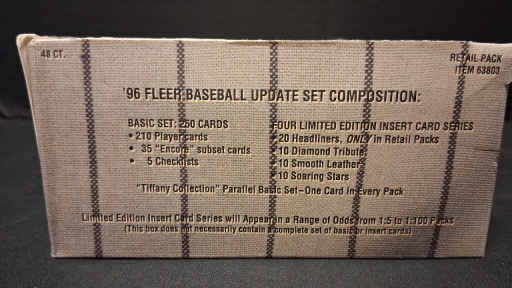 48 CT.
RETAIL PACK
ITEM 63803
'96 FLEER BASEBALL UPDATE SET COMPOSITION:
BASIC SET: 250 CARDS
• 210 Player cards
• 35 "Encore" subset cards
• 5 Checklists
FOUR LIMITED EDITION INSERT CARD SERIES
• 20 Headliners, ONLY in Retail Packs
• 10 Diamond Tribute
• 10 Smooth Leather
• 10 Soaring Stars
"Tiffany Collection" Parallel Basic Set–One Card in Every Pack
Limited Edition Insert Card Series will Appear in a Range of Odds from 1:5 to 1:100 Packs
(This box does not necessarily contain a complete set of basic or insert cards)